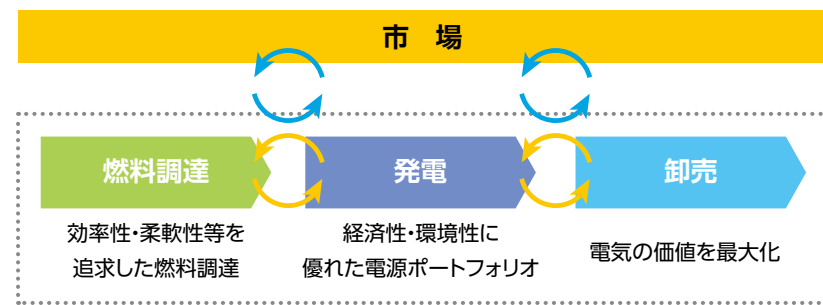 市　場
燃料調達
発電
卸売
効率性・柔軟性等を
追求した燃料調達
経済性・環境性に
優れた電源ポートフォリオ
電気の価値を最大化